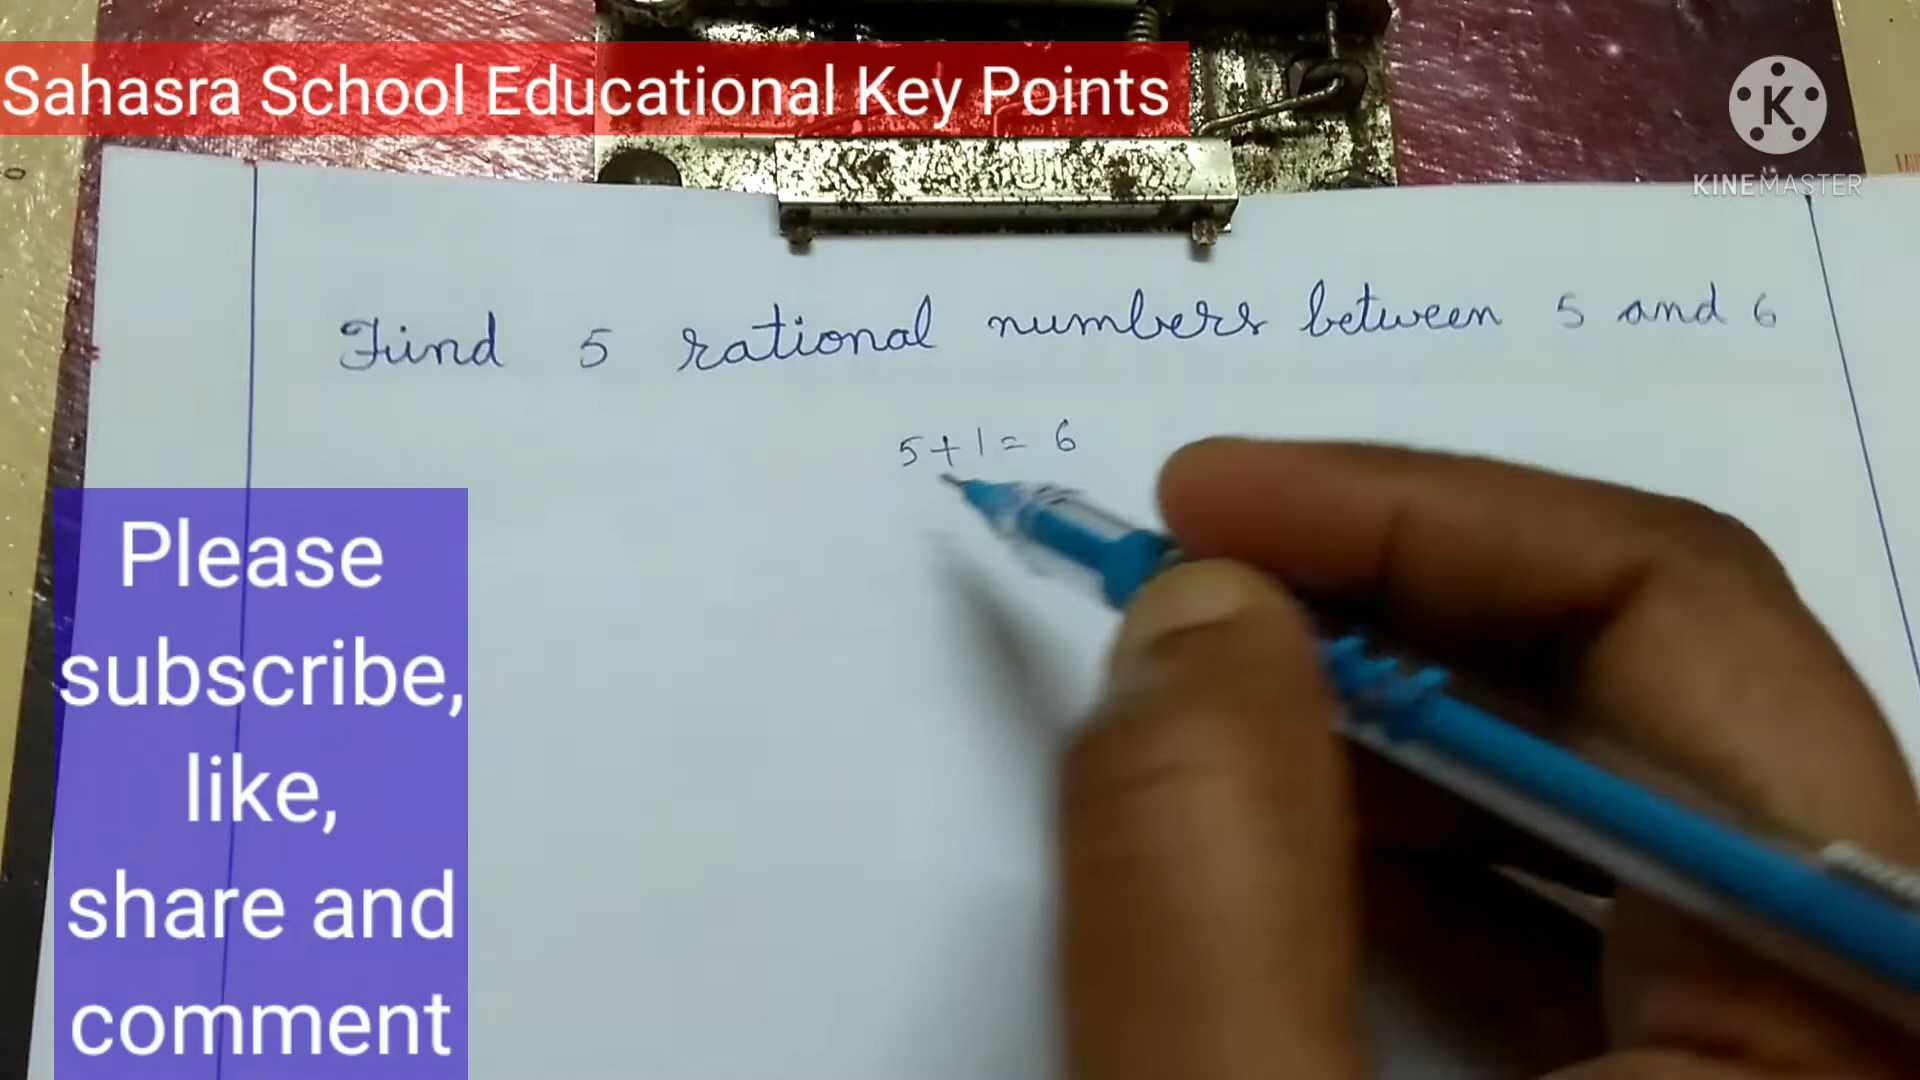 Sahasra School Educational Key Points
K
KINEMASTER
Find 5 rational numbers between 5 and 6
5+1= 6
Please
subscribe,
like,
share and
comment